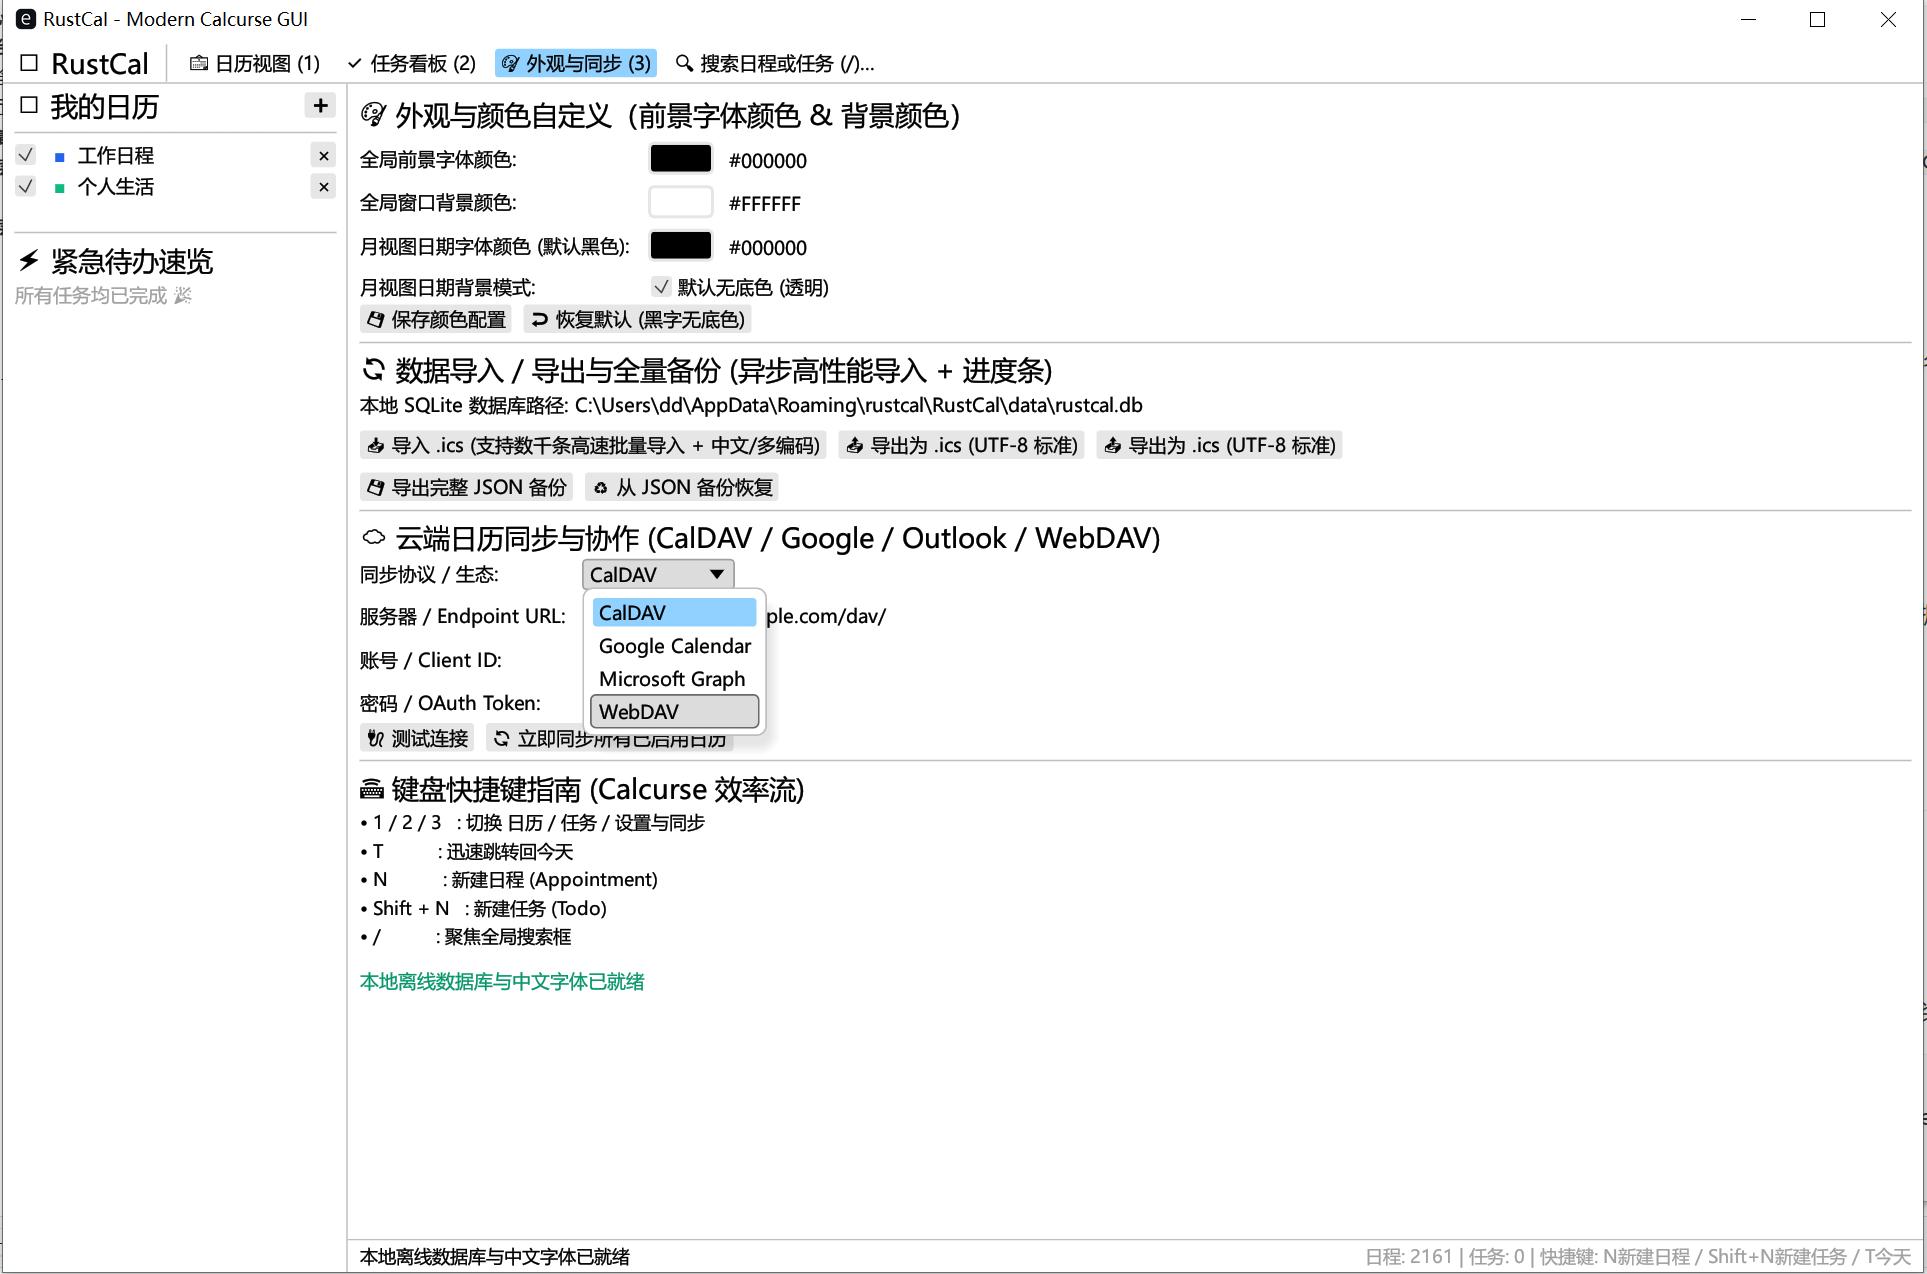 RustCal - Modern Calcurse GUI
RustCal
日历视图 (1)
任务看板 (2)
外观与同步 (3)
搜索日程或任务 (/)...
我的日历
工作日程
个人生活
紧急待办速览
所有任务均已完成
外观与颜色自定义（前景字体颜色 & 背景颜色）
全局前景字体颜色: #000000
全局窗口背景颜色: #FFFFFF
月视图日期字体颜色 (默认黑色): #000000
月视图日期背景模式: 默认无底色 (透明)
保存颜色配置 恢复默认 (黑字无底色)
数据导入 / 导出与全量备份 (异步高性能导入 + 进度条)
本地 SQLite 数据库路径: C:\Users\dd\AppData\Roaming\rustcal\RustCal\data\rustcal.db
导入 .ics (支持数千条高速批量导入 + 中文/多编码) 导出为 .ics (UTF-8 标准) 导出为 .ics (UTF-8 标准)
导出完整 JSON 备份 从 JSON 备份恢复
云端日历同步与协作 (CalDAV / Google / Outlook / WebDAV)
同步协议 / 生态: CalDAV
CalDAV
Google Calendar
Microsoft Graph
WebDAV
服务器 / Endpoint URL: ple.com/dav/
账号 / Client ID:
密码 / OAuth Token:
测试连接 立即同步所有已启用日历
键盘快捷键指南 (Calcurse 效率流)
• 1 / 2 / 3 : 切换 日历 / 任务 / 设置与同步
• T : 迅速跳转回今天
• N : 新建日程 (Appointment)
• Shift + N : 新建任务 (Todo)
• / : 聚焦全局搜索框
本地离线数据库与中文字体已就绪
本地离线数据库与中文字体已就绪
日程: 2161 | 任务: 0 | 快捷键: N新建日程 / Shift+N新建任务 / T今天